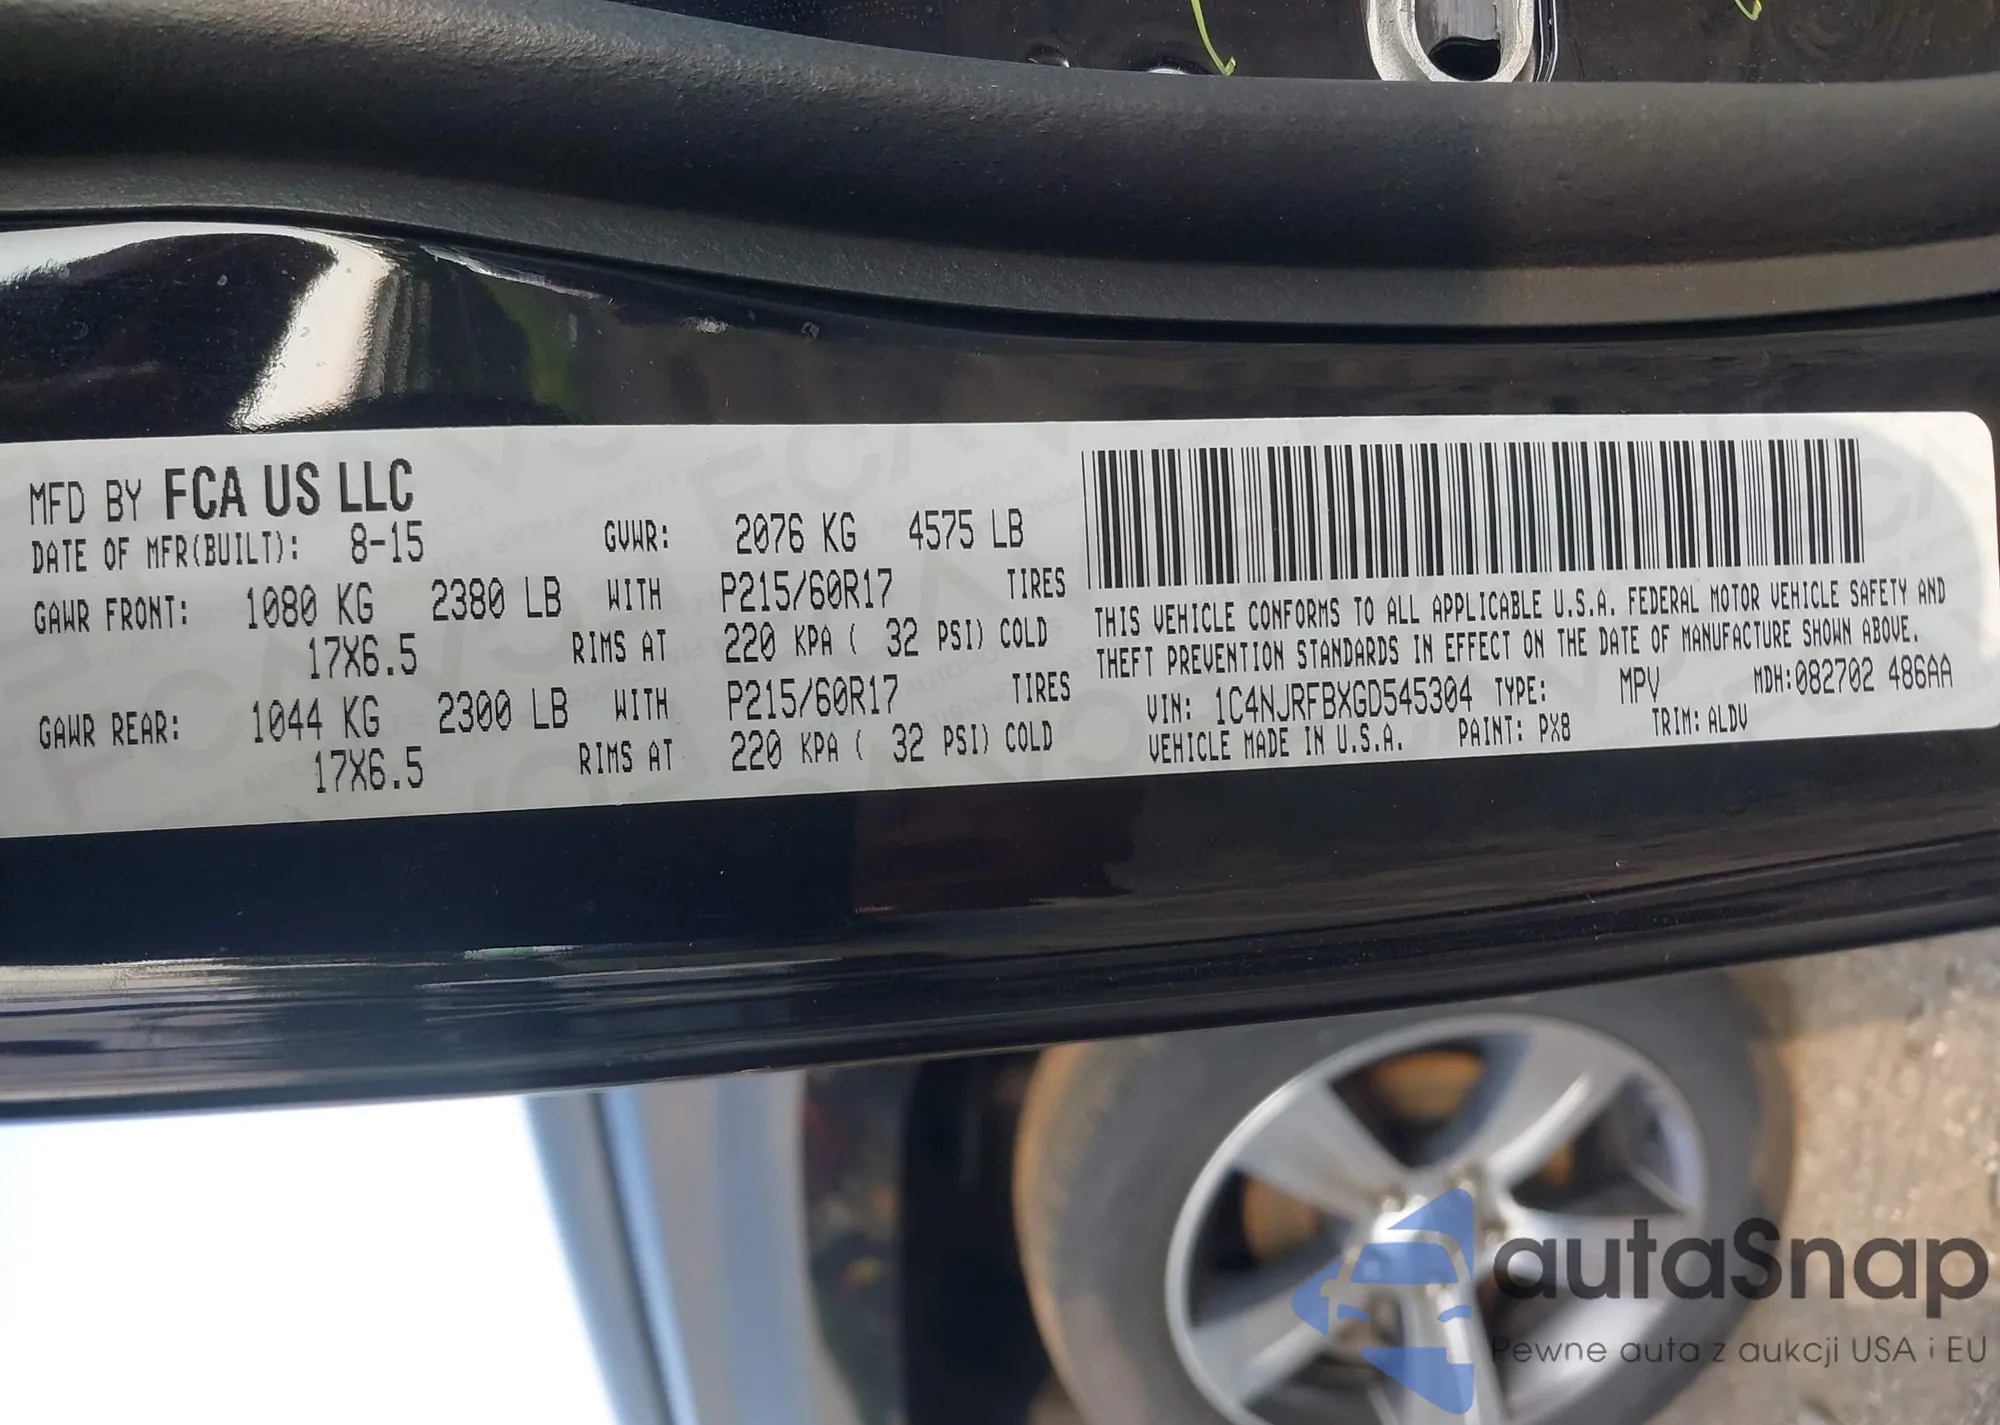 MFD BY FCA US LLC
DATE OF MFR(BUILT): 8-15 GVWR: 2076 KG 4575 LB
GAWR FRONT: 1080 KG 2380 LB WITH P215/60R17 TIRES
17X6.5 RIMS AT 220 KPA ( 32 PSI) COLD
GAWR REAR: 1044 KG 2300 LB WITH P215/60R17 TIRES
17X6.5 RIMS AT 220 KPA ( 32 PSI) COLD
THIS VEHICLE CONFORMS TO ALL APPLICABLE U.S.A. FEDERAL MOTOR VEHICLE SAFETY AND
THEFT PREVENTION STANDARDS IN EFFECT ON THE DATE OF MANUFACTURE SHOWN ABOVE.
VIN: 1C4NJRFBXGD545304 TYPE: MPV MDH:082702 486AA
VEHICLE MADE IN U.S.A. PAINT: PX8 TRIM: ALDV
autaSnap
Pewne auta z aukcji USA i EU